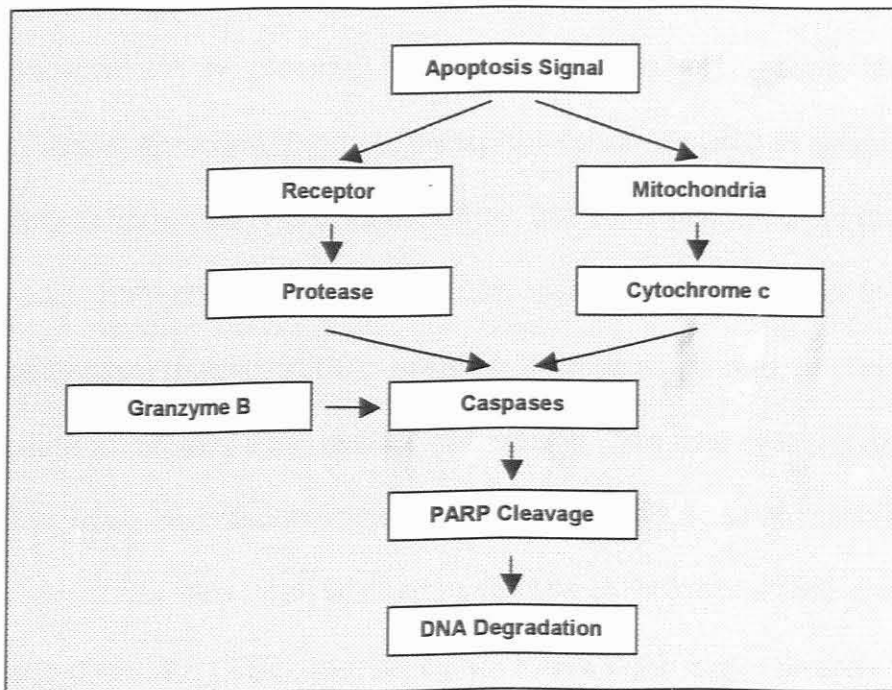 Apoptosis Signal
Receptor
Mitochondria
Protease
Cytochrome c
Granzyme B
Caspases
PARP Cleavage
DNA Degradation